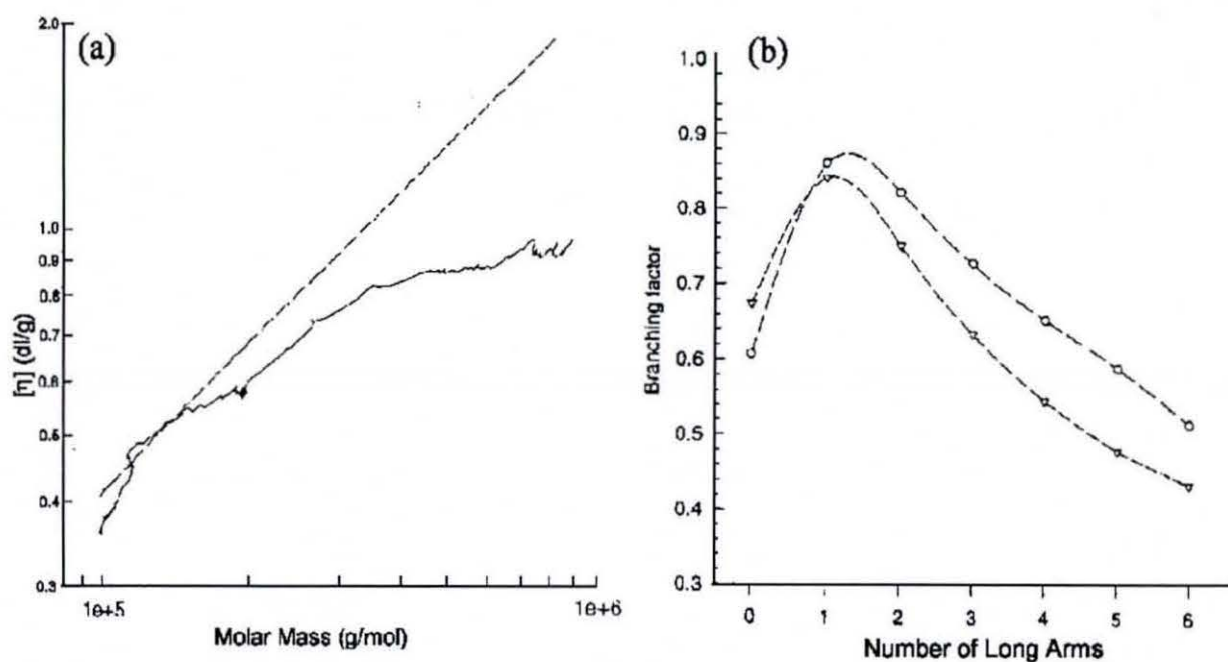 (a)
2.0
1.0
0.9
0.8
0.7
0.6
0.5
0.4
0.3
[η] (dl/g)
1e+5
1e+6
Molar Mass (g/mol)
(b)
1.0
0.9
0.8
0.7
0.6
0.5
0.4
0.3
Branching factor
0 1 2 3 4 5 6
Number of Long Arms